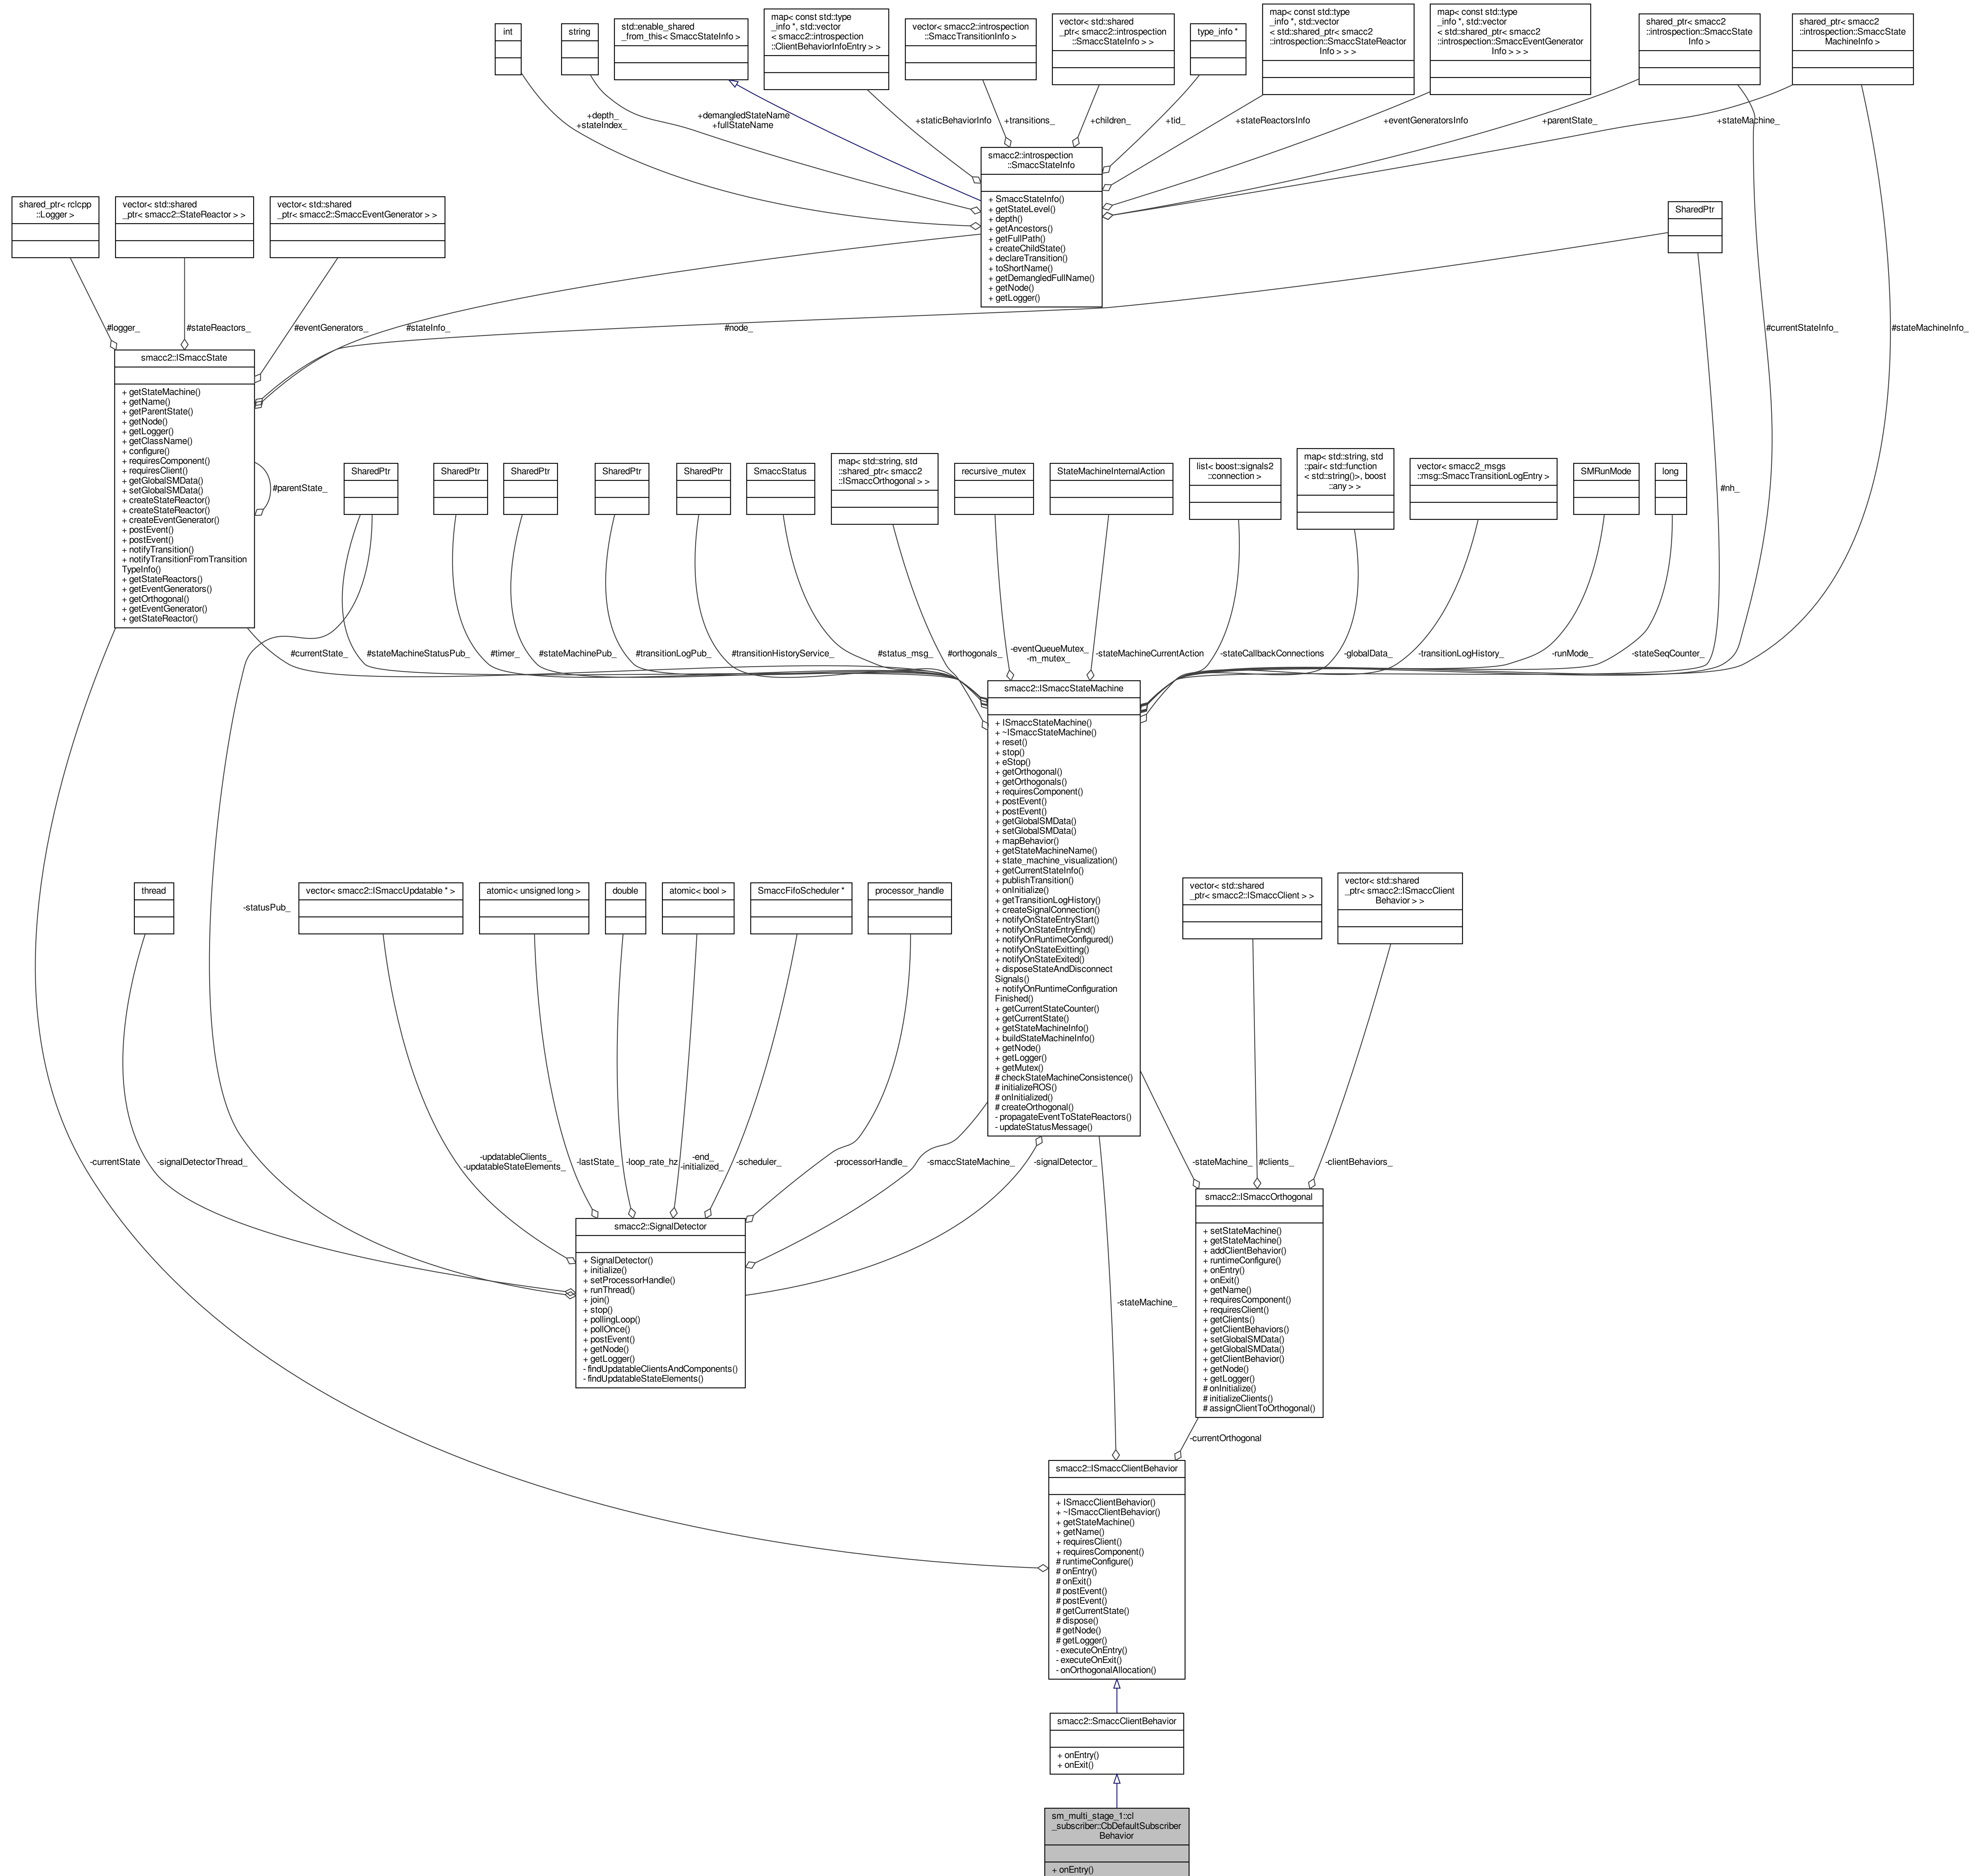 int
string
std::enable_shared
_from_this< SmaccStateInfo >
map< const std::type
_info *, std::vector
< smacc2::introspection
::ClientBehaviorInfoEntry > >
vector< smacc2::introspection
::SmaccTransitionInfo >
vector< std::shared
_ptr< smacc2::introspection
::SmaccStateInfo > >
type_info *
map< const std::type
_info *, std::vector
< std::shared_ptr< smacc2
::introspection::SmaccStateReactor
Info > > >
map< const std::type
_info *, std::vector
< std::shared_ptr< smacc2
::introspection::SmaccEventGenerator
Info > > >
shared_ptr< smacc2
::introspection::SmaccState
Info >
shared_ptr< smacc2
::introspection::SmaccState
MachineInfo >
+depth_
+stateIndex_
+demangledStateName
+fullStateName
+staticBehaviorInfo
+transitions_
+children_
+tid_
+stateReactorsInfo
+eventGeneratorsInfo
+parentState_
+stateMachine_
smacc2::introspection
::SmaccStateInfo
+ SmaccStateInfo()
+ getStateLevel()
+ depth()
+ getAncestors()
+ getFullPath()
+ createChildState()
+ declareTransition()
+ toShortName()
+ getDemangledFullName()
+ getNode()
+ getLogger()
shared_ptr< rclcpp
::Logger >
vector< std::shared
_ptr< smacc2::StateReactor > >
vector< std::shared
_ptr< smacc2::SmaccEventGenerator > >
SharedPtr
#logger_
#stateReactors_
#eventGenerators_
#stateInfo_
#node_
#currentStateInfo_
#stateMachineInfo_
smacc2::ISmaccState
+ getStateMachine()
+ getName()
+ getParentState()
+ getNode()
+ getLogger()
+ getClassName()
+ configure()
+ requiresComponent()
+ requiresClient()
+ getGlobalSMData()
+ setGlobalSMData()
+ createStateReactor()
+ createStateReactor()
+ createEventGenerator()
+ postEvent()
+ postEvent()
+ notifyTransition()
+ notifyTransitionFromTransition
TypeInfo()
+ getStateReactors()
+ getEventGenerators()
+ getOrthogonal()
+ getEventGenerator()
+ getStateReactor()
#parentState_
SharedPtr
SharedPtr
SharedPtr
SharedPtr
SharedPtr
SmaccStatus
map< std::string, std
::shared_ptr< smacc2
::ISmaccOrthogonal > >
recursive_mutex
StateMachineInternalAction
list< boost::signals2
::connection >
map< std::string, std
::pair< std::function
< std::string()>, boost
::any > >
vector< smacc2_msgs
::msg::SmaccTransitionLogEntry >
SMRunMode
long
#nh_
#currentState_
#stateMachineStatusPub_
#timer_
#stateMachinePub_
#transitionLogPub_
#transitionHistoryService_
#status_msg_
#orthogonals_
-eventQueueMutex_
-m_mutex_
-stateMachineCurrentAction
-stateCallbackConnections
-globalData_
-transitionLogHistory_
-runMode_
-stateSeqCounter_
smacc2::ISmaccStateMachine
+ ISmaccStateMachine()
+ ~ISmaccStateMachine()
+ reset()
+ stop()
+ eStop()
+ getOrthogonal()
+ getOrthogonals()
+ requiresComponent()
+ postEvent()
+ postEvent()
+ getGlobalSMData()
+ setGlobalSMData()
+ mapBehavior()
+ getStateMachineName()
+ state_machine_visualization()
+ getCurrentStateInfo()
+ publishTransition()
+ onInitialize()
+ getTransitionLogHistory()
+ createSignalConnection()
+ notifyOnStateEntryStart()
+ notifyOnStateEntryEnd()
+ notifyOnRuntimeConfigured()
+ notifyOnStateExitting()
+ notifyOnStateExited()
+ disposeStateAndDisconnect
Signals()
+ notifyOnRuntimeConfiguration
Finished()
+ getCurrentStateCounter()
+ getCurrentState()
+ getStateMachineInfo()
+ buildStateMachineInfo()
+ getNode()
+ getLogger()
+ getMutex()
# checkStateMachineConsistence()
# initializeROS()
# onInitialized()
# createOrthogonal()
- propagateEventToStateReactors()
- updateStatusMessage()
thread
-statusPub_
vector< smacc2::ISmaccUpdatable * >
atomic< unsigned long >
double
atomic< bool >
SmaccFifoScheduler *
processor_handle
vector< std::shared
_ptr< smacc2::ISmaccClient > >
vector< std::shared
_ptr< smacc2::ISmaccClient
Behavior > >
-currentState
-signalDetectorThread_
-updatableClients_
-updatableStateElements_
-lastState_
-loop_rate_hz
-end_
-initialized_
-scheduler_
-processorHandle_
-smaccStateMachine_
-signalDetector_
-stateMachine_
#clients_
-clientBehaviors_
smacc2::SignalDetector
+ SignalDetector()
+ initialize()
+ setProcessorHandle()
+ runThread()
+ join()
+ stop()
+ pollingLoop()
+ pollOnce()
+ postEvent()
+ getNode()
+ getLogger()
- findUpdatableClientsAndComponents()
- findUpdatableStateElements()
smacc2::ISmaccOrthogonal
+ setStateMachine()
+ getStateMachine()
+ addClientBehavior()
+ runtimeConfigure()
+ onEntry()
+ onExit()
+ getName()
+ requiresComponent()
+ requiresClient()
+ getClients()
+ getClientBehaviors()
+ setGlobalSMData()
+ getGlobalSMData()
+ getClientBehavior()
+ getNode()
+ getLogger()
# onInitialize()
# initializeClients()
# assignClientToOrthogonal()
-stateMachine_
-currentOrthogonal
smacc2::ISmaccClientBehavior
+ ISmaccClientBehavior()
+ ~ISmaccClientBehavior()
+ getStateMachine()
+ getName()
+ requiresClient()
+ requiresComponent()
# runtimeConfigure()
# onEntry()
# onExit()
# postEvent()
# postEvent()
# getCurrentState()
# dispose()
# getNode()
# getLogger()
- executeOnEntry()
- executeOnExit()
- onOrthogonalAllocation()
smacc2::SmaccClientBehavior
+ onEntry()
+ onExit()
sm_multi_stage_1::cl
_subscriber::CbDefaultSubscriber
Behavior
+ onEntry()